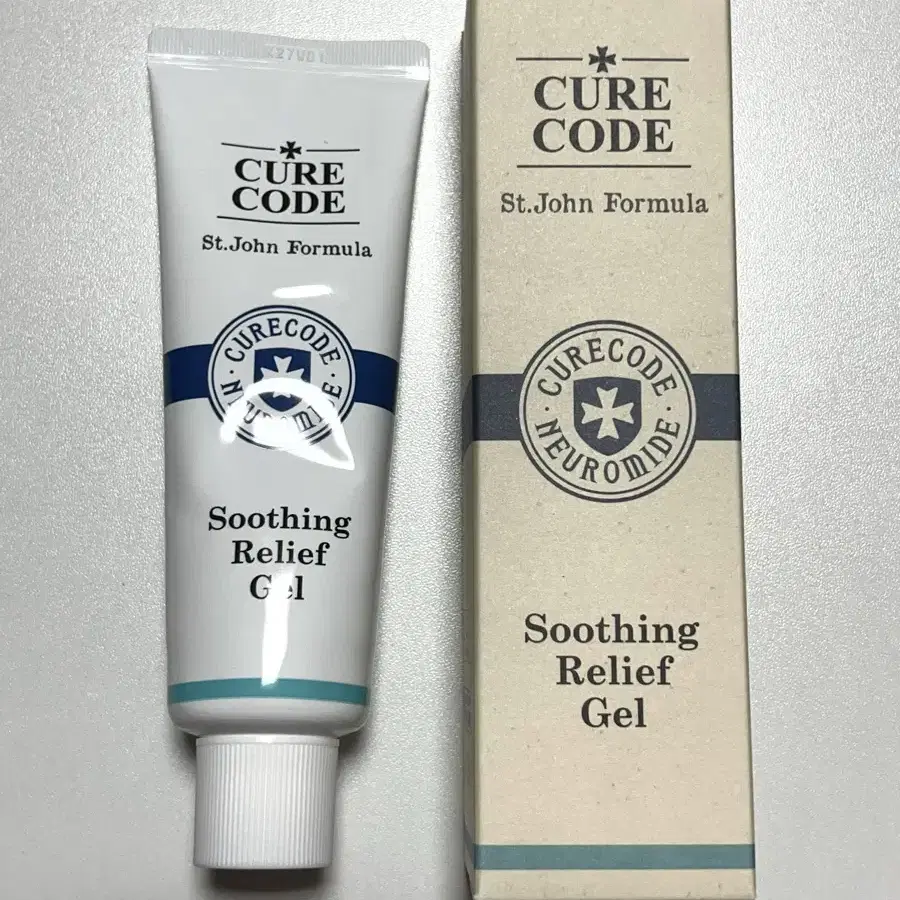 CURE
CODE
St.John Formula
CURECODE
NEUROMIDE
Soothing
Relief
Gel
CURE
CODE
St.John Formula
CURECODE
NEUROMIDE
Soothing
Relief
Gel